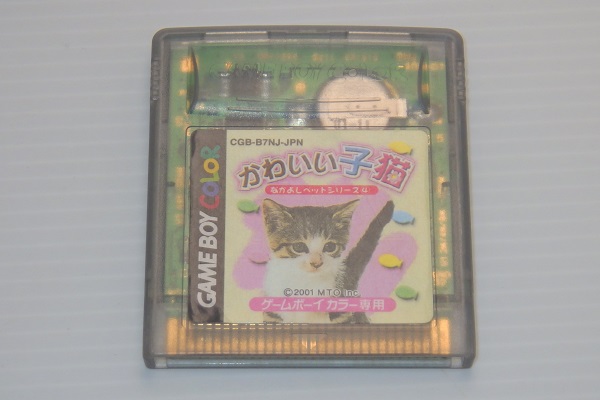 CGB-B7NJ-JPN
かわいい子猫
なかよしペットシリーズ④
GAME BOY COLOR
©2001 MTO Inc.
ゲームボーイカラー専用